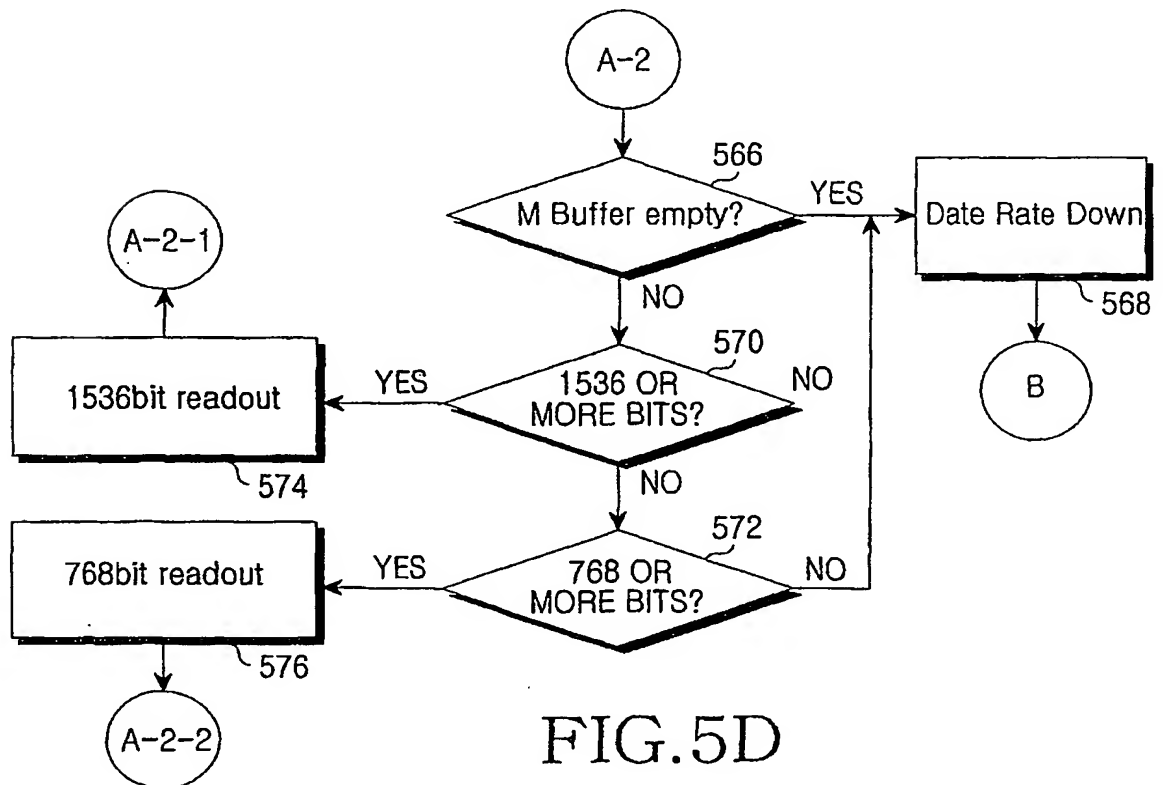 A-2
566
M Buffer empty?
YES
Date Rate Down
568
B
NO
A-2-1
570
1536 OR
MORE BITS?
YES
NO
1536bit readout
574
NO
572
768 OR
MORE BITS?
YES
NO
768bit readout
576
A-2-2
FIG.5D